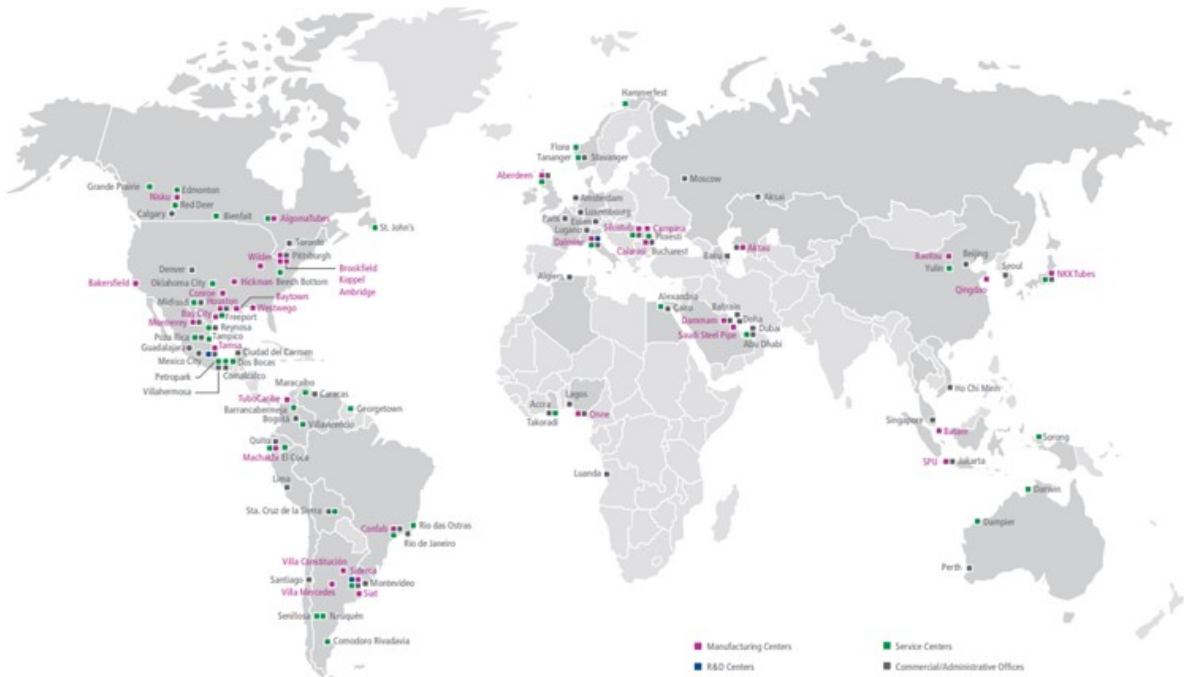 Hammerfest
Floro
Tananger
Stavanger
Aberdeen
Moscow
Amsterdam
Aksai
Grande Prairie
Edmonton
Nisku
Red Deer
Calgary
Bienfait
AlgomaTubes
St. John's
Luxembourg
Paris
Essen
Lugano
Silcotub
Campina
Dalmine
Ploiesti
Calarasi
Bucharest
Baku
Aktau
Toronto
Wilder
Pittsburgh
Brookfield
Koppel
Ambridge
Denver
Bakersfield
Oklahoma City
Hickman
Beech Bottom
Conroe
Midland
Houston
Baytown
Bay City
Freeport
Westwego
Monterrey
Reynosa
Poza Rica
Tampico
Guadalajara
Tamsa
Mexico City
Ciudad del Carmen
Petropark
Dos Bocas
Comalcalco
Villahermosa
Algiers
Alexandria
Cairo
Bahrain
Dammam
Doha
Saudi Steel Pipe
Dubai
Abu Dhabi
Baotou
Beijing
Yulin
Seoul
NKKTubes
Qingdao
Maracaibo
Caracas
TuboCaribe
Barrancabermeja
Georgetown
Bogotá
Villavicencio
Quito
Machala
El Coca
Lima
Accra
Lagos
Takoradi
Onne
Luanda
Ho Chi Minh
Singapore
Batam
Sorong
SPIJ
Jakarta
Darwin
Dampier
Perth
Sta. Cruz de la Sierra
Confab
Rio das Ostras
Rio de Janeiro
Villa Constitución
Siderca
Santiago
Montevideo
Villa Mercedes
Siat
Senillosa
Neuquén
Comodoro Rivadavia
Manufacturing Centers
Service Centers
R&D Centers
Commercial/Administrative Offices